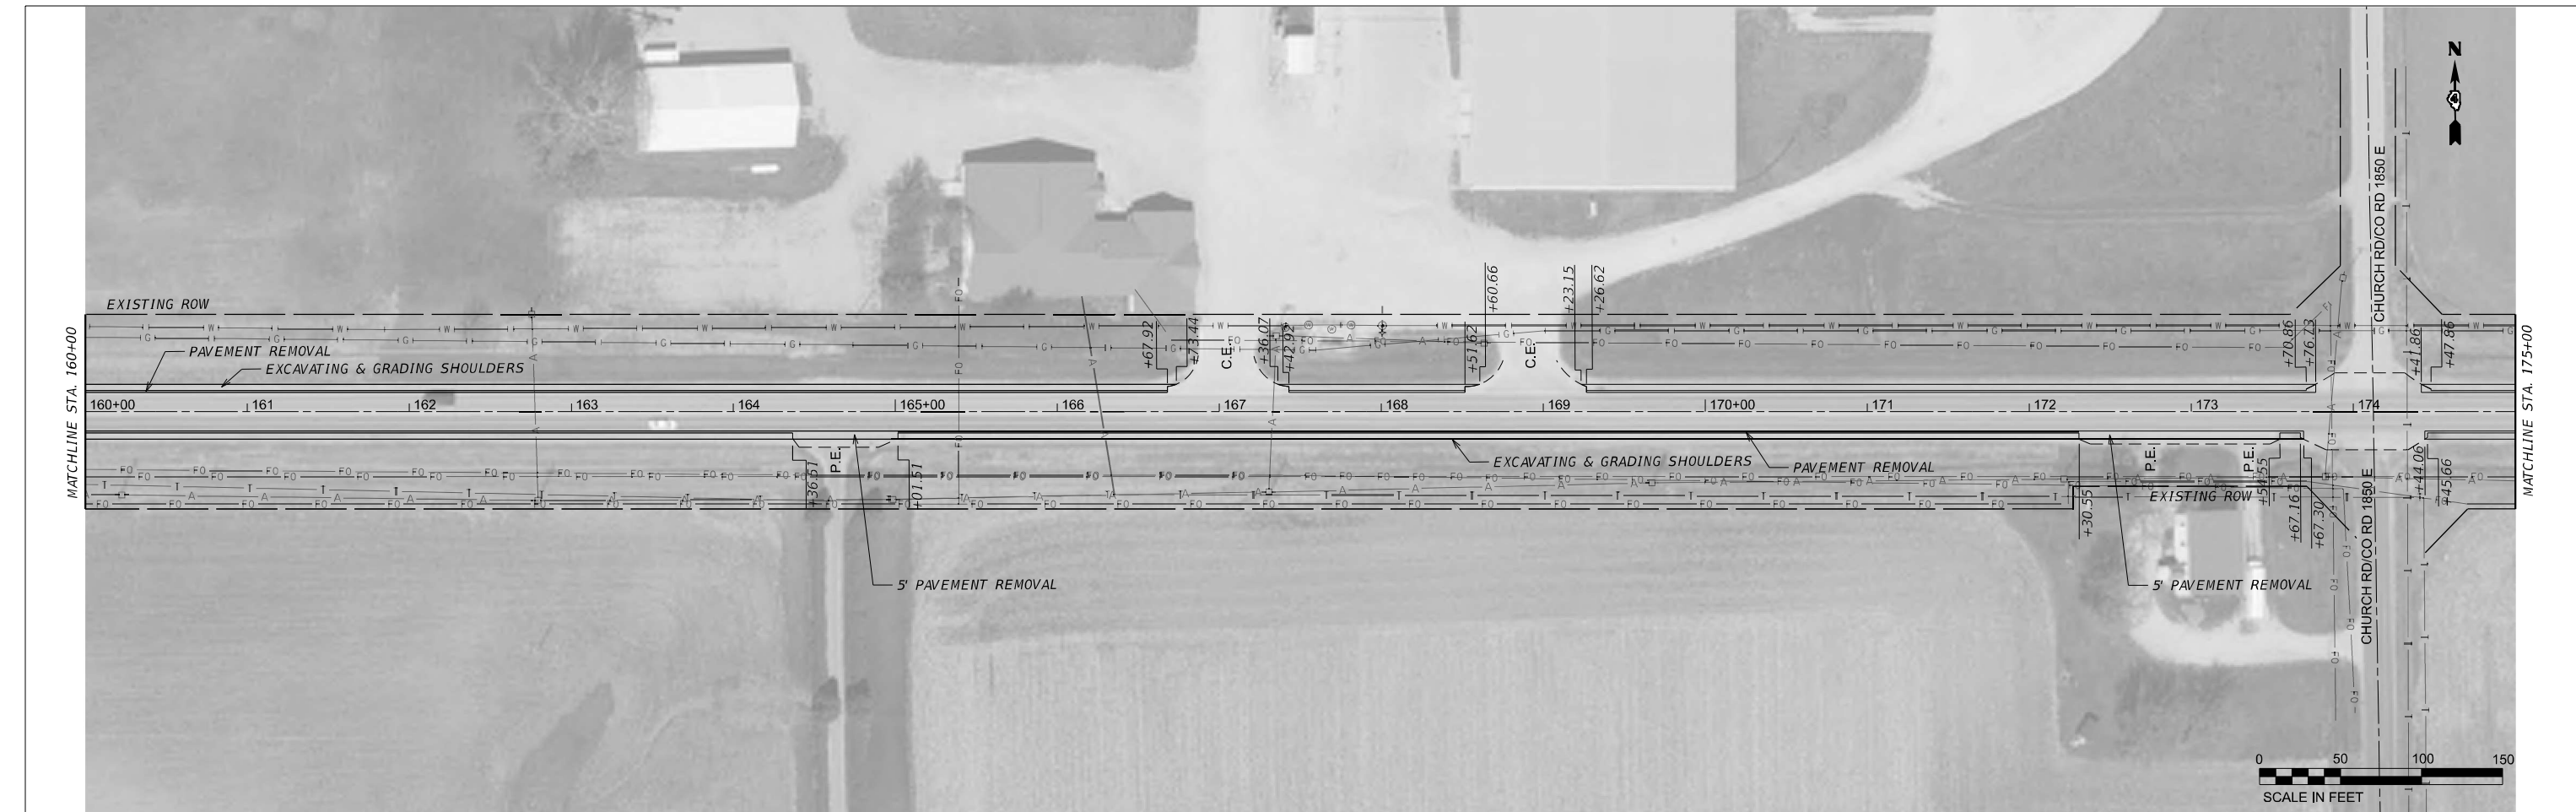 N
CHURCH RD/CO RD 1850 E
EXISTING ROW
MATCHLINE STA. 160+00
PAVEMENT REMOVAL
EXCAVATING & GRADING SHOULDERS
+67.92
+73.44
C.E.
+36.07
+42.92
+51.62
+60.66
C.E.
+23.15
+26.62
+70.86
+76.73
+41.86
+47.86
MATCHLINE STA. 175+00
160+00
161
162
163
164
165+00
166
167
168
169
170+00
171
172
173
174
+36.51
P.E.
+01.51
EXCAVATING & GRADING SHOULDERS
PAVEMENT REMOVAL
+30.55
P.E.
P.E.
EXISTING ROW
+54.55
+67.16
+67.30
+44.06
+45.66
CHURCH RD/CO RD 1850 E
5' PAVEMENT REMOVAL
5' PAVEMENT REMOVAL
0 50 100 150
SCALE IN FEET